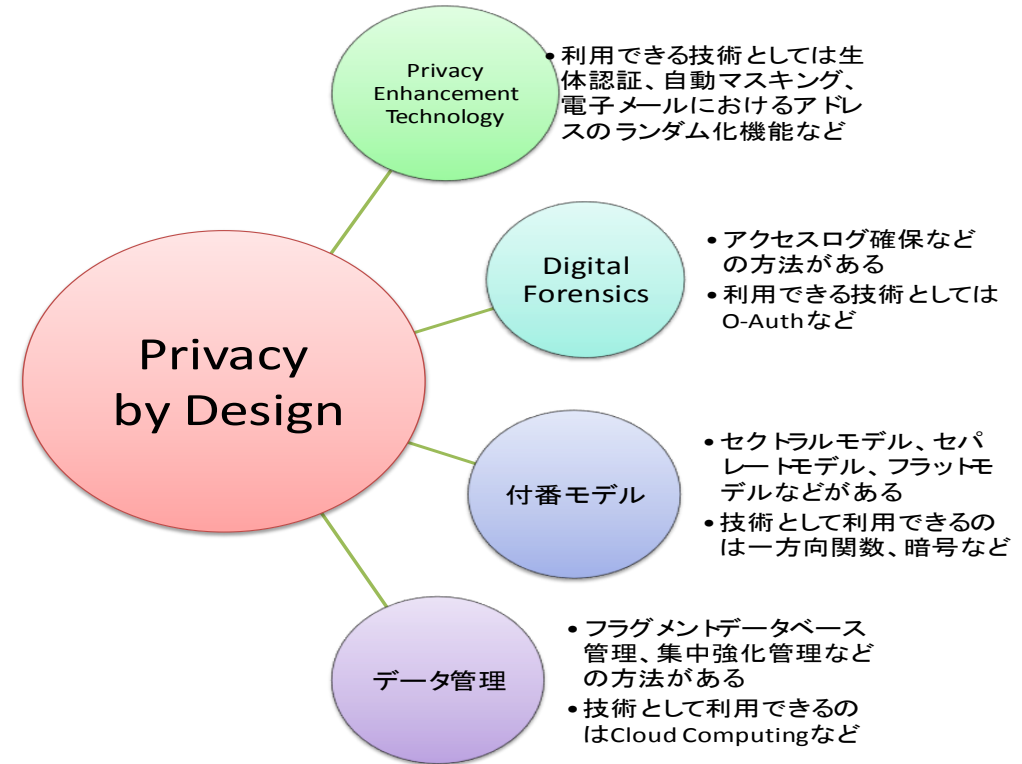 Privacy
Enhancement
Technology
• 利用できる技術としては生
体認証、自動マスキング、
電子メールにおけるアドレ
スのランダム化機能など
Digital
Forensics
• アクセスログ確保など
の方法がある
• 利用できる技術としては
O-Authなど
Privacy
by Design
付番モデル
• セクトラルモデル、セパ
レートモデル、フラットモ
デルなどがある
• 技術として利用できるの
は一方向関数、暗号など
データ管理
• フラグメントデータベース
管理、集中強化管理など
の方法がある
• 技術として利用できるの
はCloud Computingなど